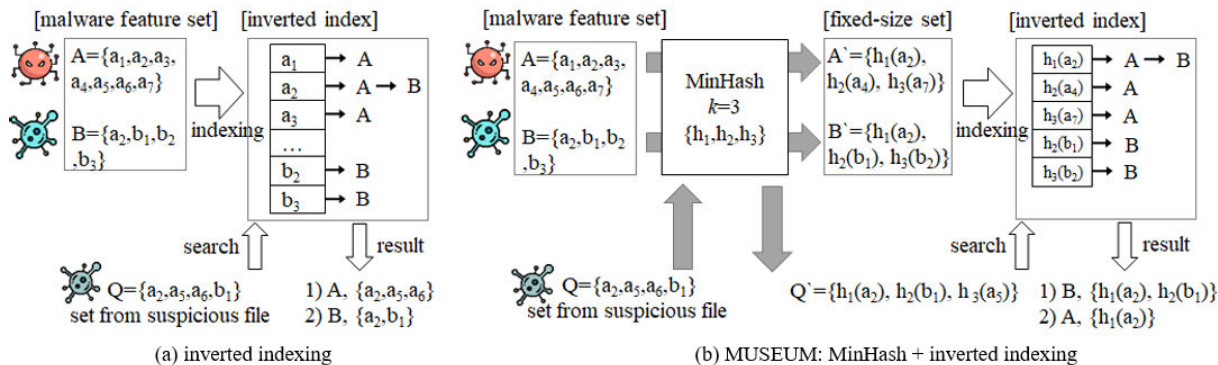 [malware feature set]
[inverted index]
A={a₁,a₂,a₃,
a₄,a₅,a₆,a₇}
B={a₂,b₁,b₂
,b₃}
indexing
a₁ A
a₂ A B
a₃ A
...
b₂ B
b₃ B
search
result
Q={a₂,a₅,a₆,b₁}
set from suspicious file
1) A, {a₂,a₅,a₆}
2) B, {a₂,b₁}
(a) inverted indexing
[malware feature set]
[fixed-size set]
[inverted index]
A={a₁,a₂,a₃,
a₄,a₅,a₆,a₇}
B={a₂,b₁,b₂
,b₃}
MinHash
k=3
{h₁,h₂,h₃}
A`={h₁(a₂),
h₂(a₄), h₃(a₇)}
B`={h₁(a₂),
h₂(b₁), h₃(b₂)}
indexing
h₁(a₂) A B
h₂(a₄) A
h₃(a₇) A
h₂(b₁) B
h₃(b₂) B
search
result
Q={a₂,a₅,a₆,b₁}
set from suspicious file
Q`={h₁(a₂), h₂(b₁), h₃(a₅)}
1) B, {h₁(a₂), h₂(b₁)}
2) A, {h₁(a₂)}
(b) MUSEUM: MinHash + inverted indexing